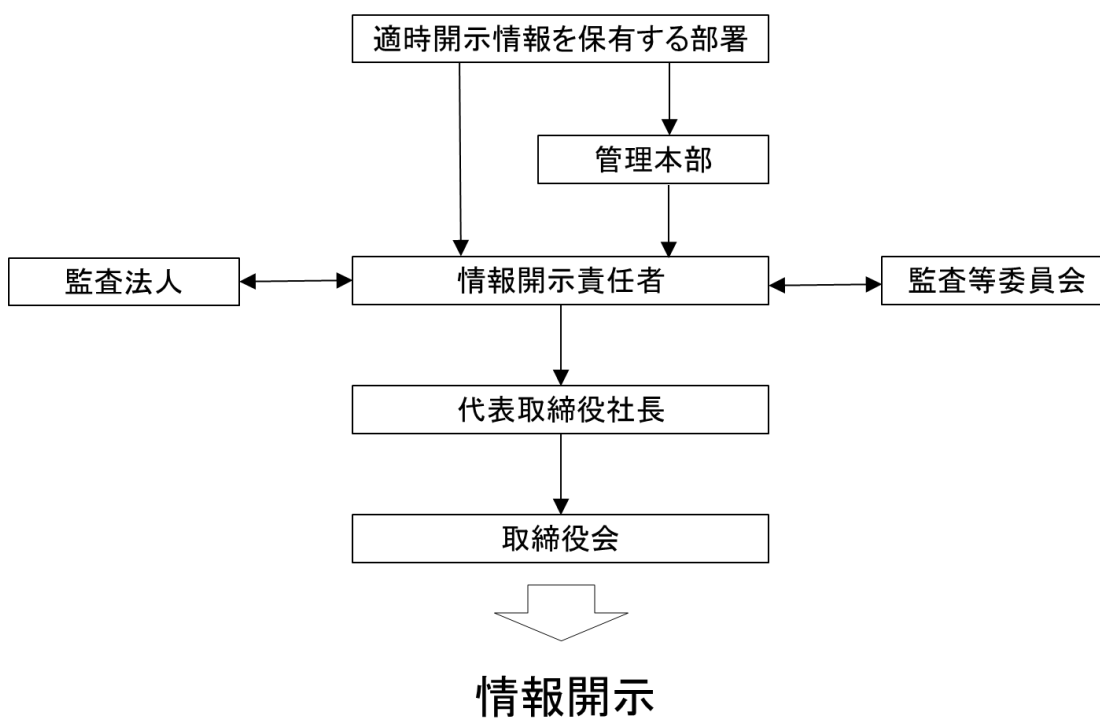 適時開示情報を保有する部署
管理本部
監査法人
情報開示責任者
監査等委員会
代表取締役社長
取締役会
情報開示